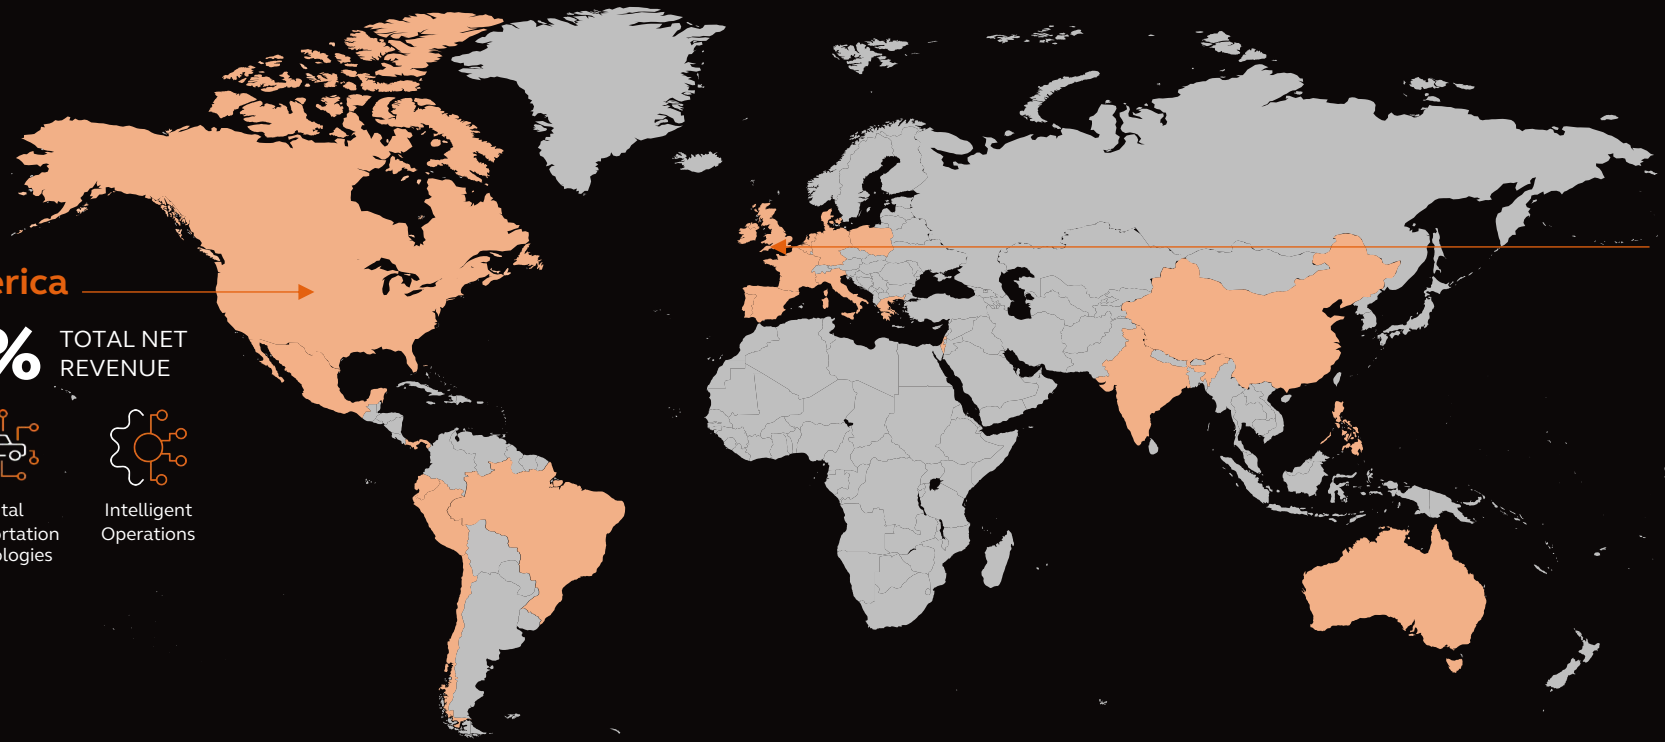 erica
% TOTAL NET
REVENUE
tal
rtation
ologies
Intelligent
Operations